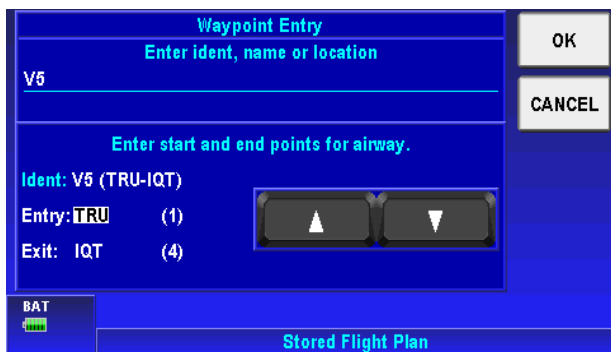 Waypoint Entry
Enter ident, name or location
V5
OK
CANCEL
Enter start and end points for airway.
Ident: V5 (TRU-IQT)
Entry: TRU (1)
Exit: IQT (4)
BAT
Stored Flight Plan